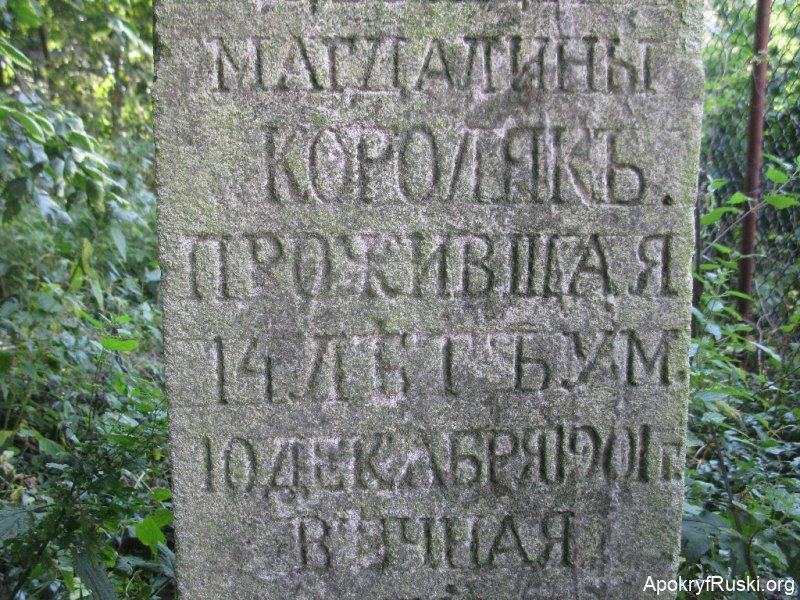 МАГДАЛИНЫ
КОРОЛЯКЪ.
ПРОЖИВШАЯ
14 ЛѢТЪ УМ.
10 ДЕКАБРЯ 1901 г.
ВѢЧНАЯ
ApokryfRuski.org